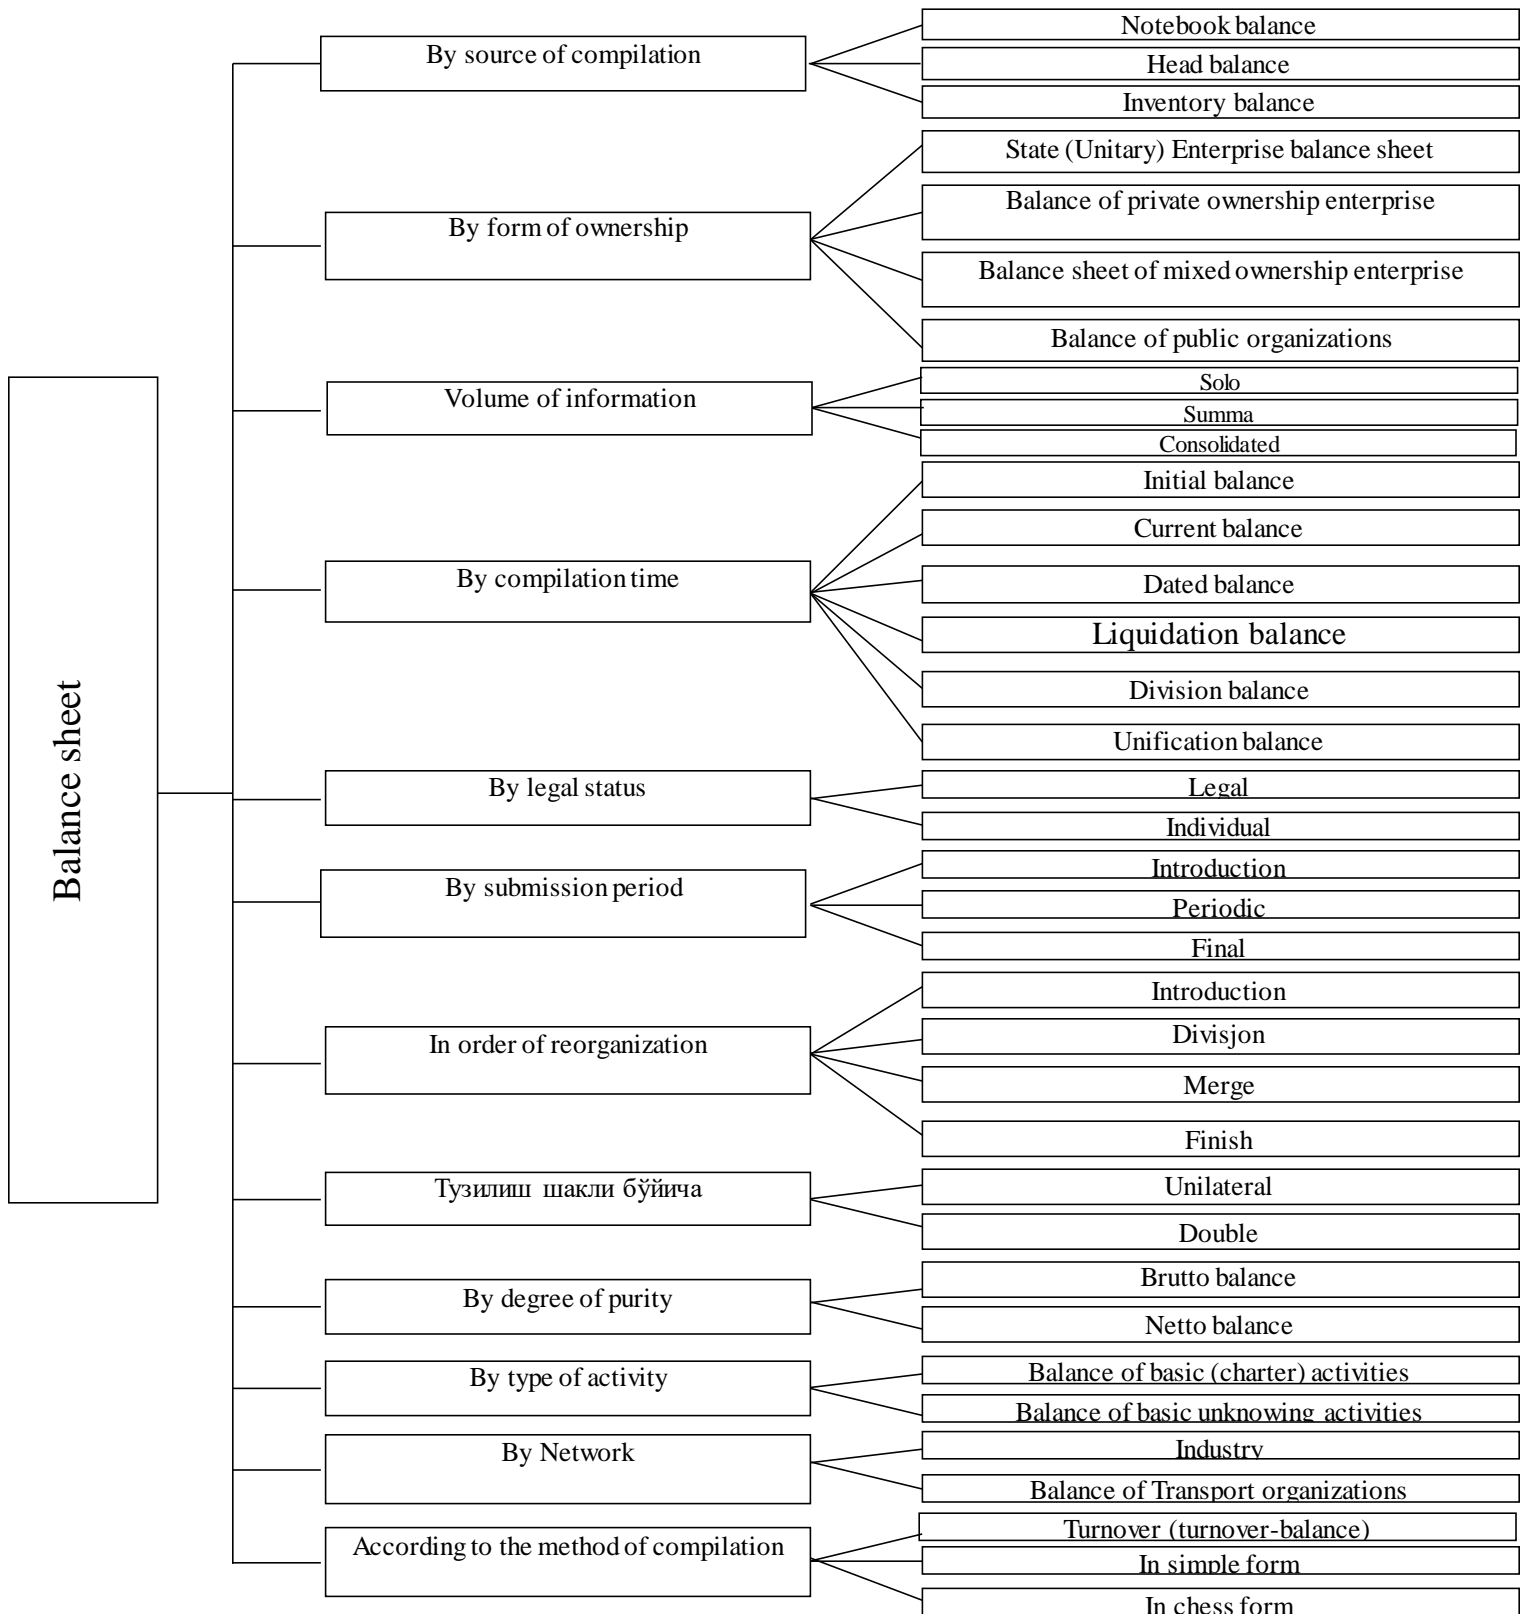 Balance sheet
By source of compilation
Notebook balance
Head balance
Inventory balance
By form of ownership
State (Unitary) Enterprise balance sheet
Balance of private ownership enterprise
Balance sheet of mixed ownership enterprise
Balance of public organizations
Volume of information
Solo
Summa
Consolidated
By compilation time
Initial balance
Current balance
Dated balance
Liquidation balance
Division balance
Unification balance
By legal status
Legal
Individual
By submission period
Introduction
Periodic
Final
In order of reorganization
Introduction
Divisjon
Merge
Finish
Тузилиш шакли бўйича
Unilateral
Double
By degree of purity
Brutto balance
Netto balance
By type of activity
Balance of basic (charter) activities
Balance of basic unknowing activities
By Network
Industry
Balance of Transport organizations
According to the method of compilation
Turnover (turnover-balance)
In simple form
In chess form